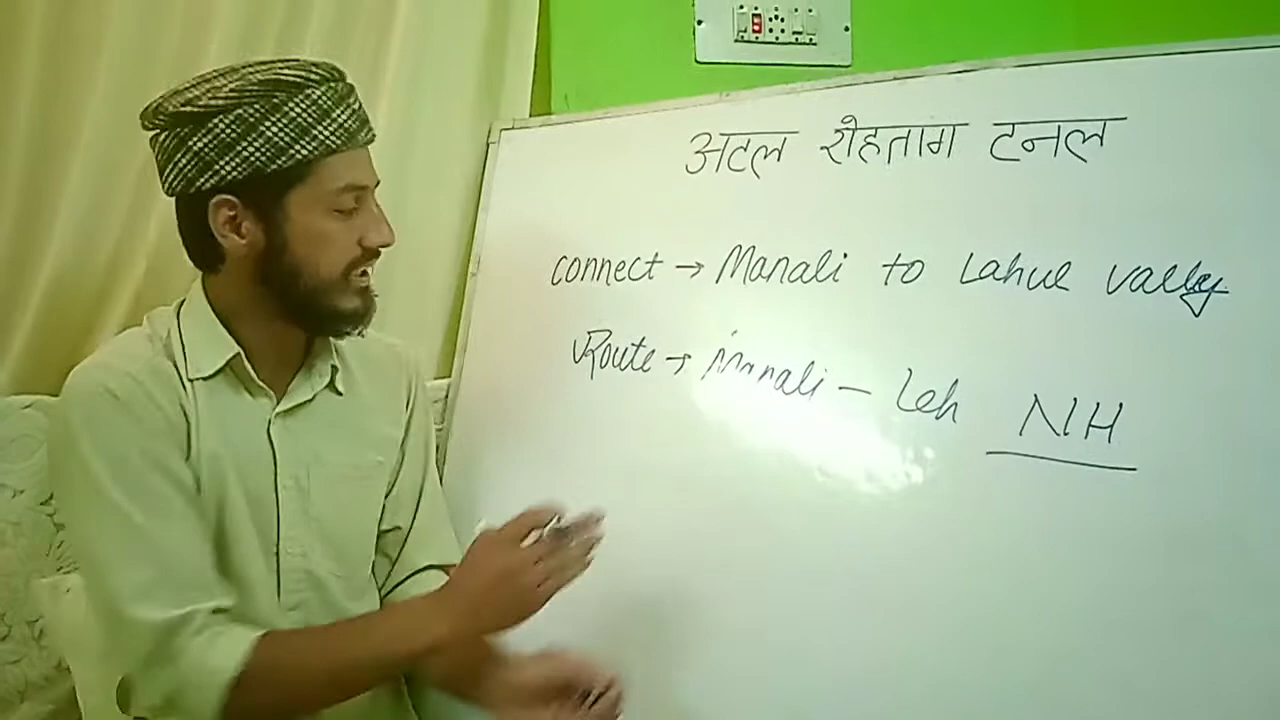 अटल रोहताग टनल
connect → Manali to Lahul valley
Route → Manali – Leh NH